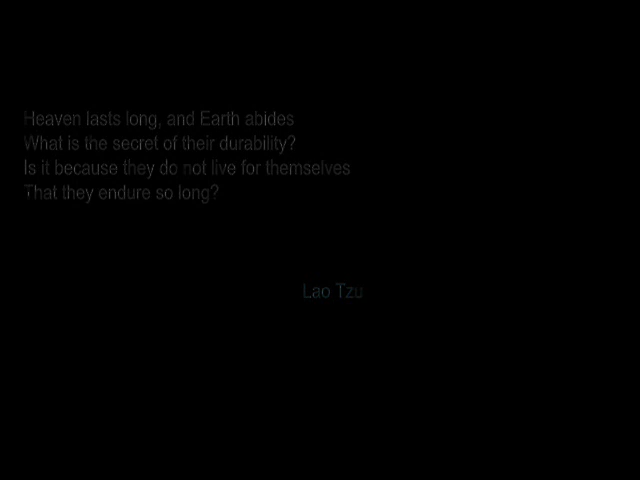 Heaven lasts long, and Earth abides
What is the secret of their durability?
Is it because they do not live for themselves
That they endure so long?
Lao Tzu